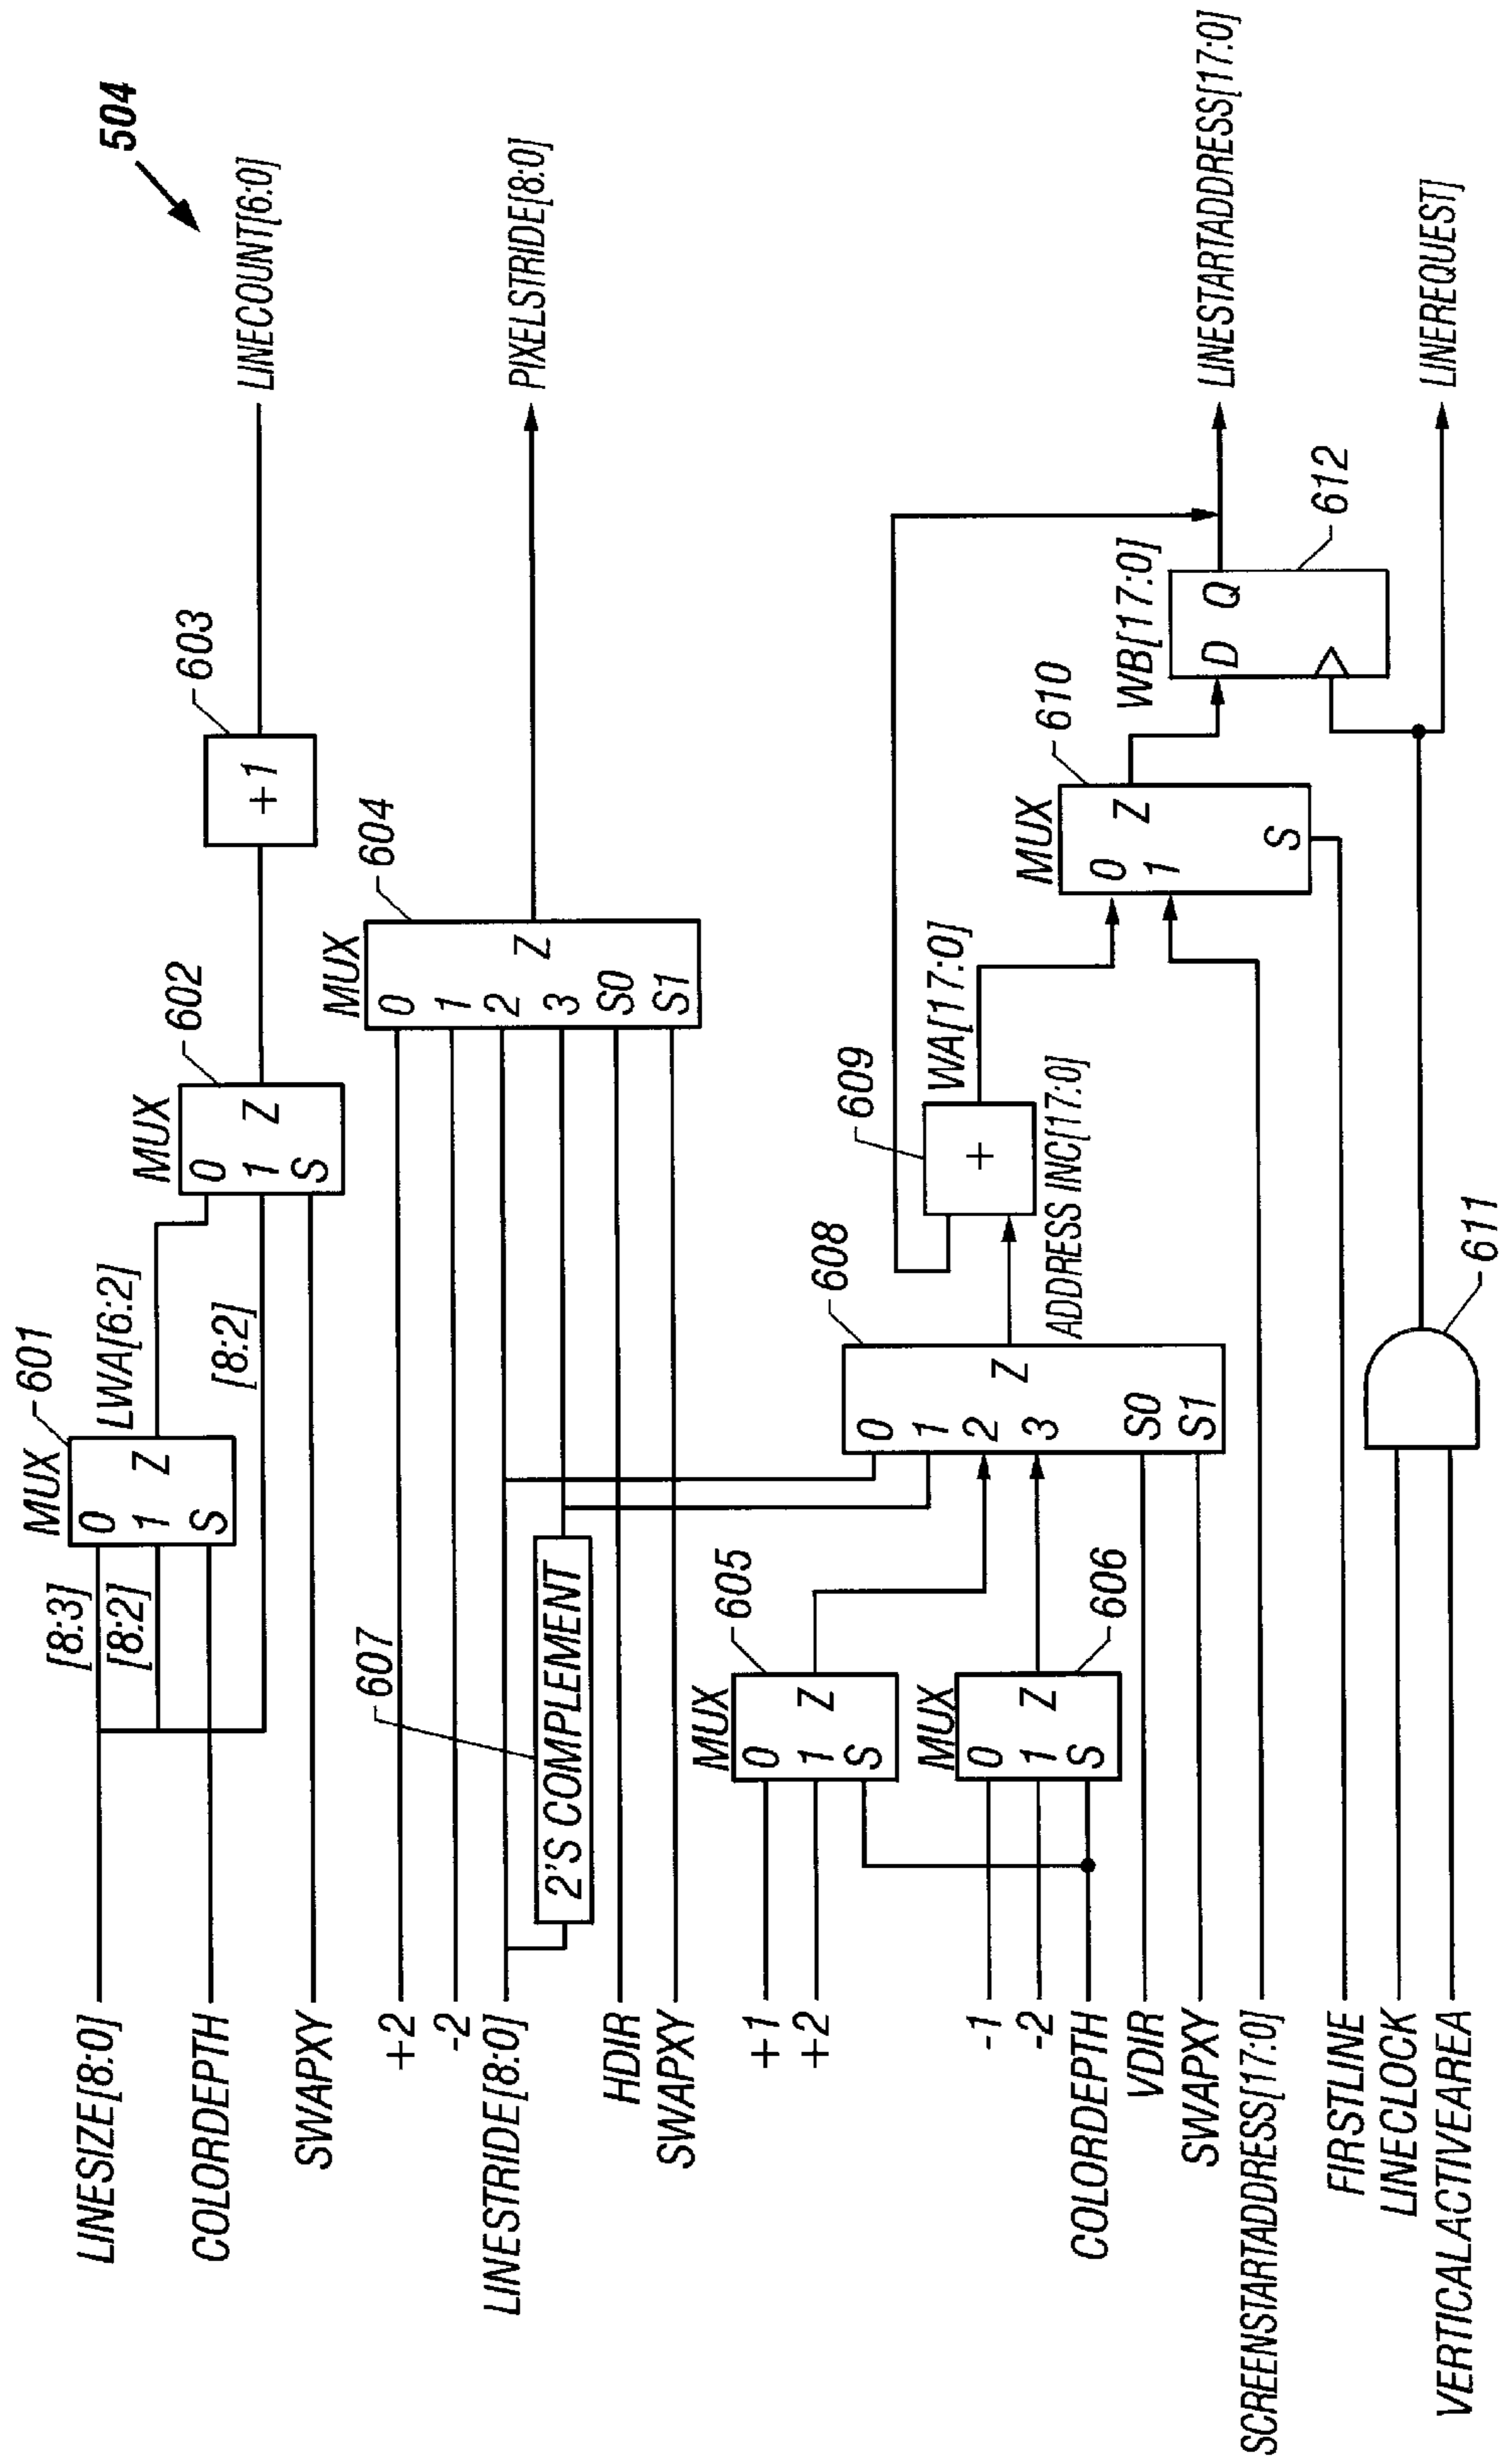 504
LINESIZE[8:0]
COLORDEPTH
SWAPXY
[8:3]
[8:2]
MUX
601
0
1
Z
S
LWA[6:2]
[8:2]
MUX
602
0
1
Z
S
603
+1
LINECOUNT[6:0]
+2
-2
LINESTRIDE[8:0]
HDIR
SWAPXY
607
2'S COMPLEMENT
MUX
604
0
1
2
3
Z
S0
S1
PIXELSTRIDE[8:0]
+1
+2
-1
-2
COLORDEPTH
VDIR
SWAPXY
SCREENSTARTADDRESS[17:0]
FIRSTLINE
LINECLOCK
VERTICALACTIVEAREA
MUX
605
0
1
Z
S
MUX
606
0
1
Z
S
608
0
1
2
3
Z
S0
S1
ADDRESS INC[17:0]
609
+
WA[17:0]
MUX
610
0
1
Z
S
WB[17:0]
D
Q
612
611
LINESTARTADDRESS[17:0]
LINEREQUEST]